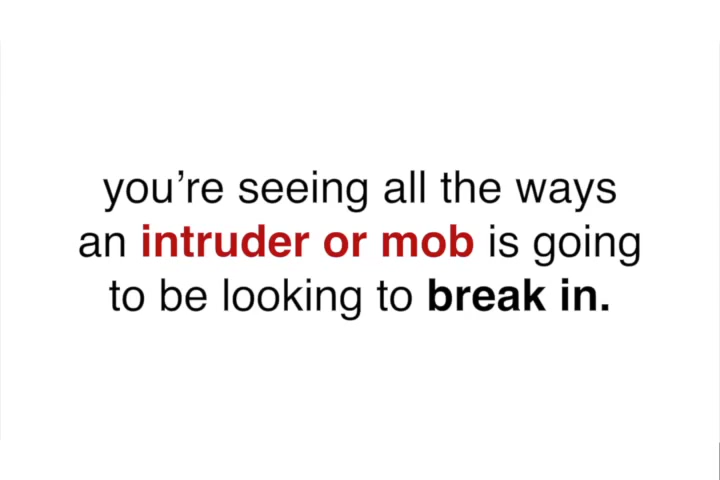 you’re seeing all the ways
an intruder or mob is going
to be looking to break in.